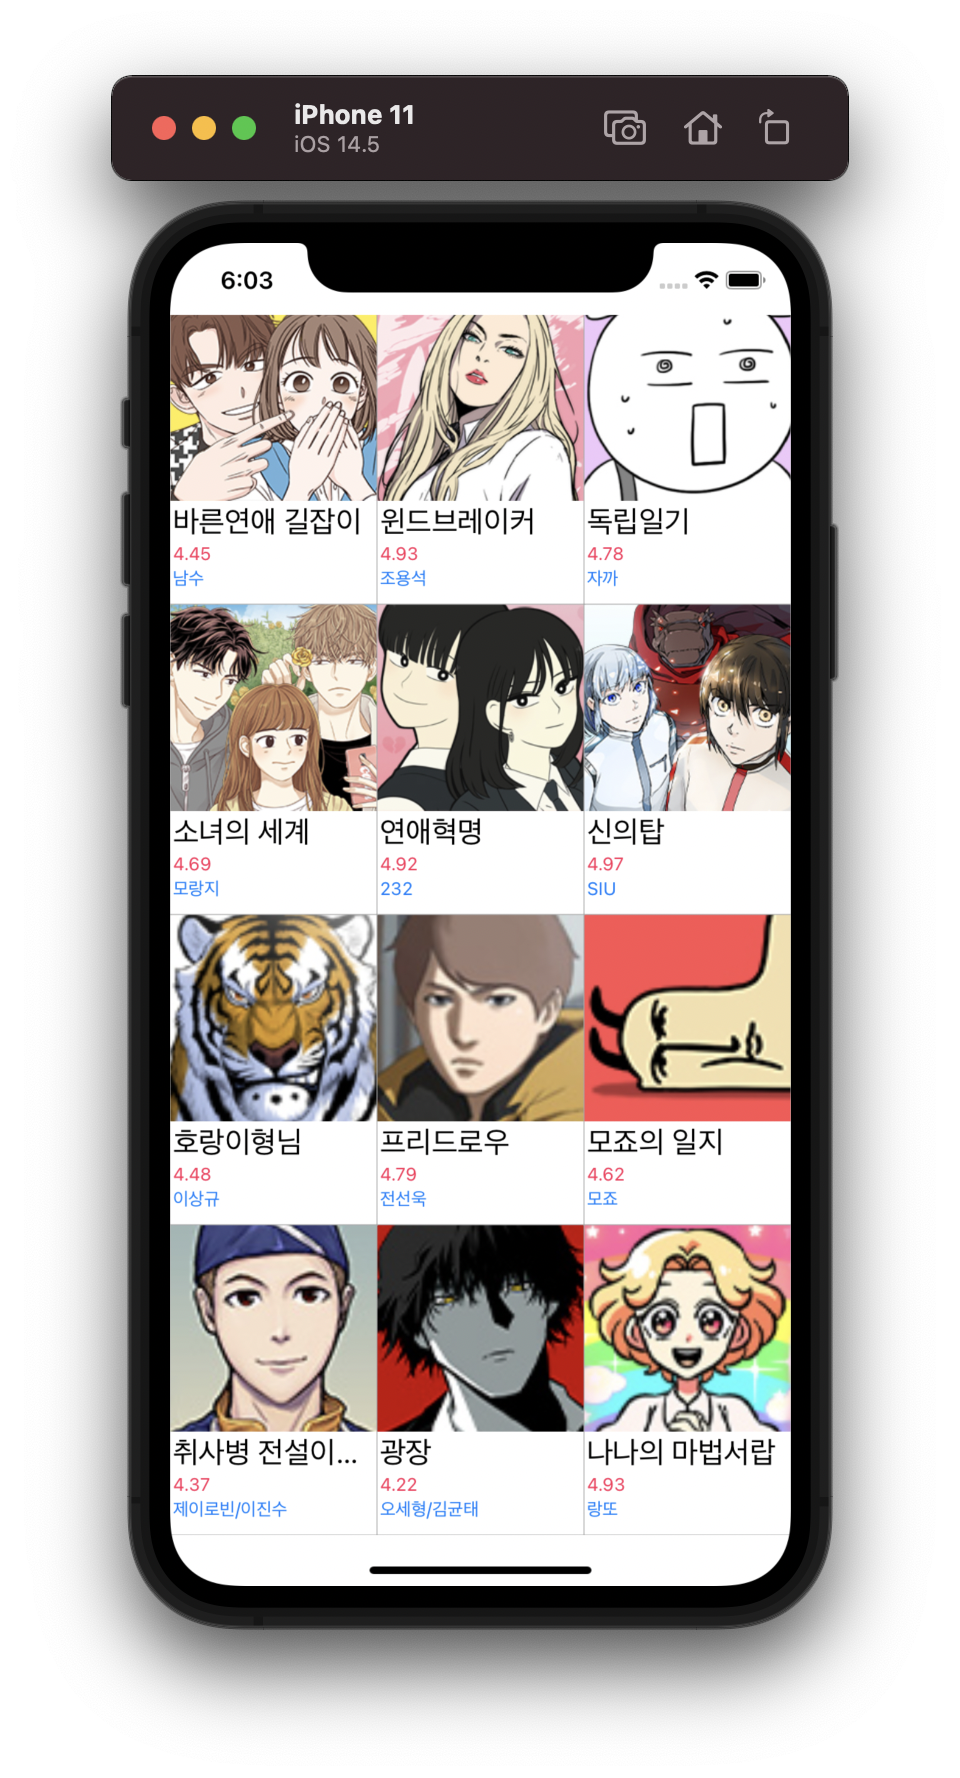 iPhone 11
iOS 14.5
6:03
바른연애 길잡이
4.45
남수
윈드브레이커
4.93
조용석
독립일기
4.78
자까
소녀의 세계
4.69
모랑지
연애혁명
4.92
232
신의탑
4.97
SIU
호랑이형님
4.48
이상규
프리드로우
4.79
전선욱
모죠의 일지
4.62
모죠
취사병 전설이...
4.37
제이로빈/이진수
광장
4.22
오세형/김균태
나나의 마법서랍
4.93
랑또